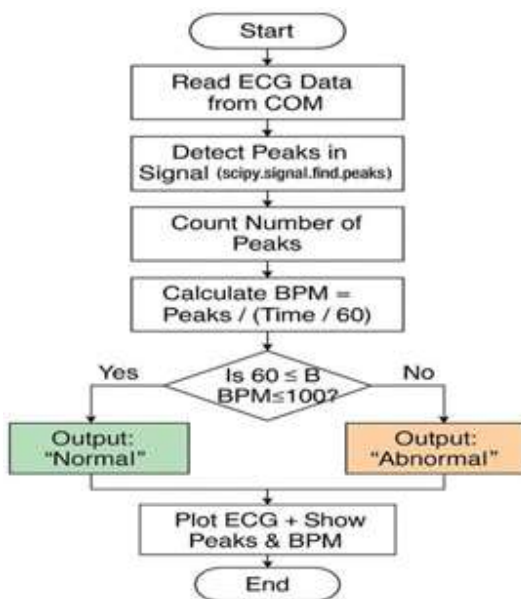 Start
Read ECG Data
from COM
Detect Peaks in
Signal (scipy.signal.find.peaks)
Count Number of
Peaks
Calculate BPM =
Peaks / (Time / 60)
Is 60 ≤ B
BPM≤100?
Yes
No
Output:
“Normal”
Output:
“Abnormal”
Plot ECG + Show
Peaks & BPM
End